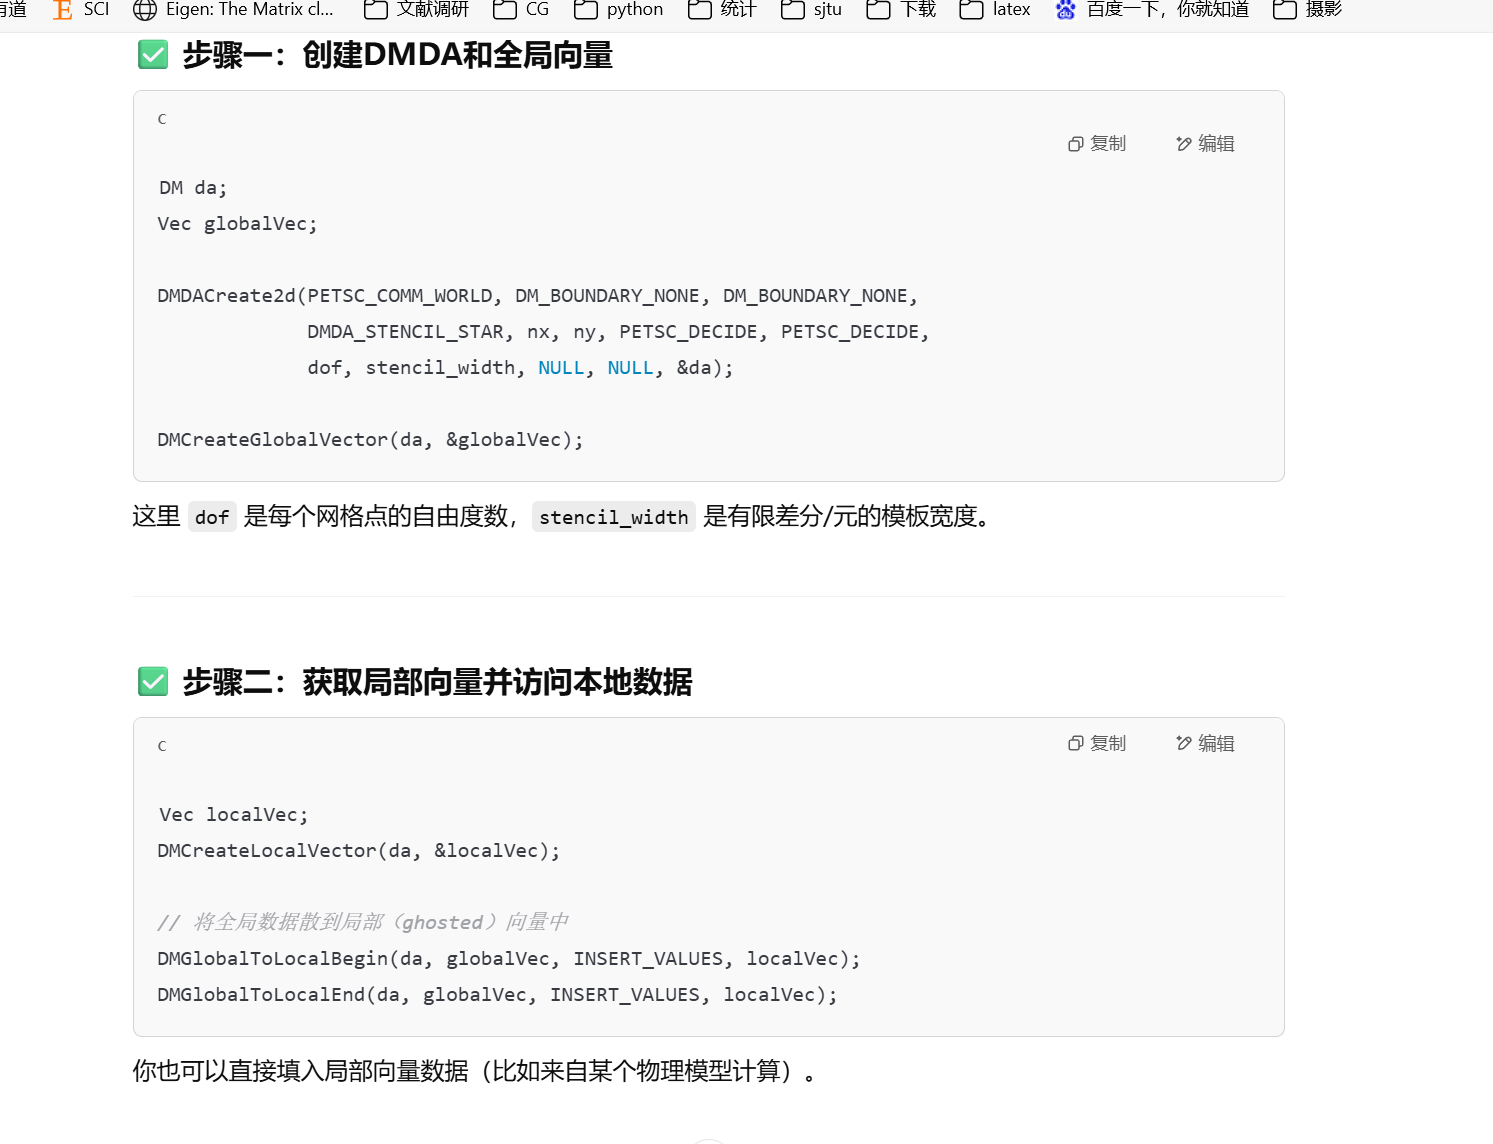 有道 SCI Eigen: The Matrix cl... 文献调研 CG python 统计 sjtu 下载 latex 百度一下，你就知道 摄影
步骤一：创建DMDA和全局向量
c
复制 编辑
DM da;
Vec globalVec;
DMDACreate2d(PETSC_COMM_WORLD, DM_BOUNDARY_NONE, DM_BOUNDARY_NONE,
DMDA_STENCIL_STAR, nx, ny, PETSC_DECIDE, PETSC_DECIDE,
dof, stencil_width, NULL, NULL, &da);
DMCreateGlobalVector(da, &globalVec);
这里 dof 是每个网格点的自由度数，stencil_width 是有限差分/元的模板宽度。
步骤二：获取局部向量并访问本地数据
c
复制 编辑
Vec localVec;
DMCreateLocalVector(da, &localVec);
// 将全局数据散到局部（ghosted）向量中
DMGlobalToLocalBegin(da, globalVec, INSERT_VALUES, localVec);
DMGlobalToLocalEnd(da, globalVec, INSERT_VALUES, localVec);
你也可以直接填入局部向量数据（比如来自某个物理模型计算）。